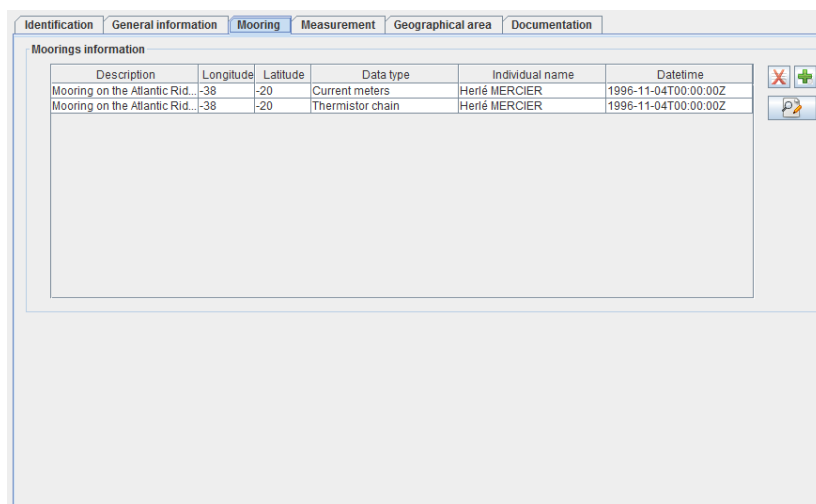 Identification General information Mooring Measurement Geographical area Documentation
Moorings information
Description Longitude Latitude Data type Individual name Datetime
Mooring on the Atlantic Rid... -38 -20 Current meters Herlé MERCIER 1996-11-04T00:00:00Z
Mooring on the Atlantic Rid... -38 -20 Thermistor chain Herlé MERCIER 1996-11-04T00:00:00Z